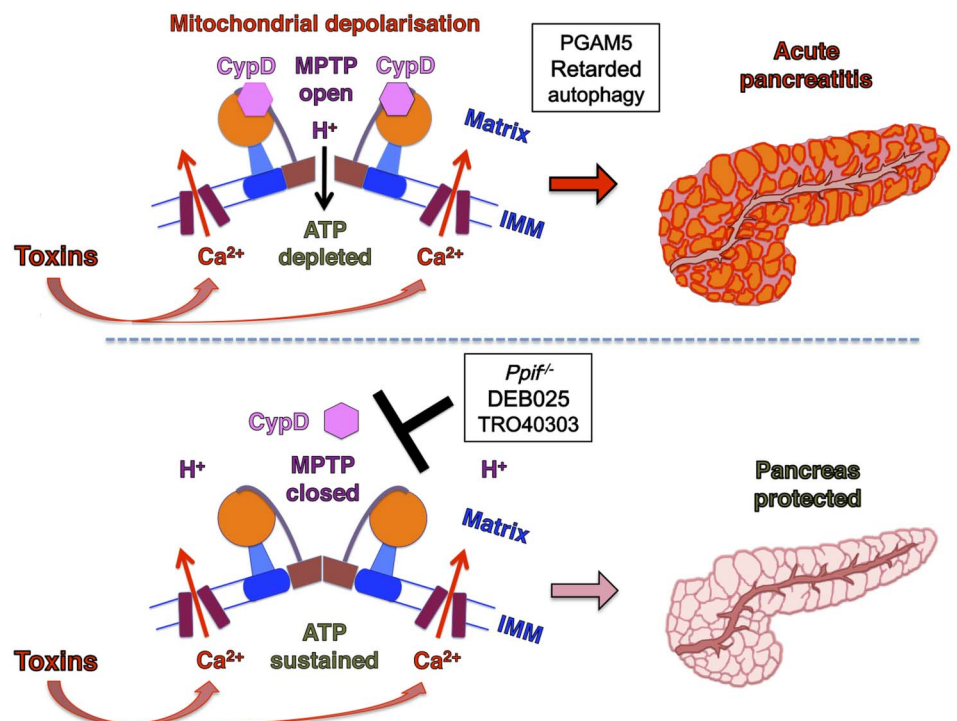 Mitochondrial depolarisation
CypD
MPTP
open
CypD
H⁺
Matrix
IMM
ATP
depleted
Ca²⁺
Ca²⁺
Toxins
PGAM5
Retarded
autophagy
Acute
pancreatitis
CypD
Ppif⁻/⁻
DEB025
TRO40303
H⁺
MPTP
closed
H⁺
Matrix
IMM
ATP
sustained
Ca²⁺
Ca²⁺
Toxins
Pancreas
protected